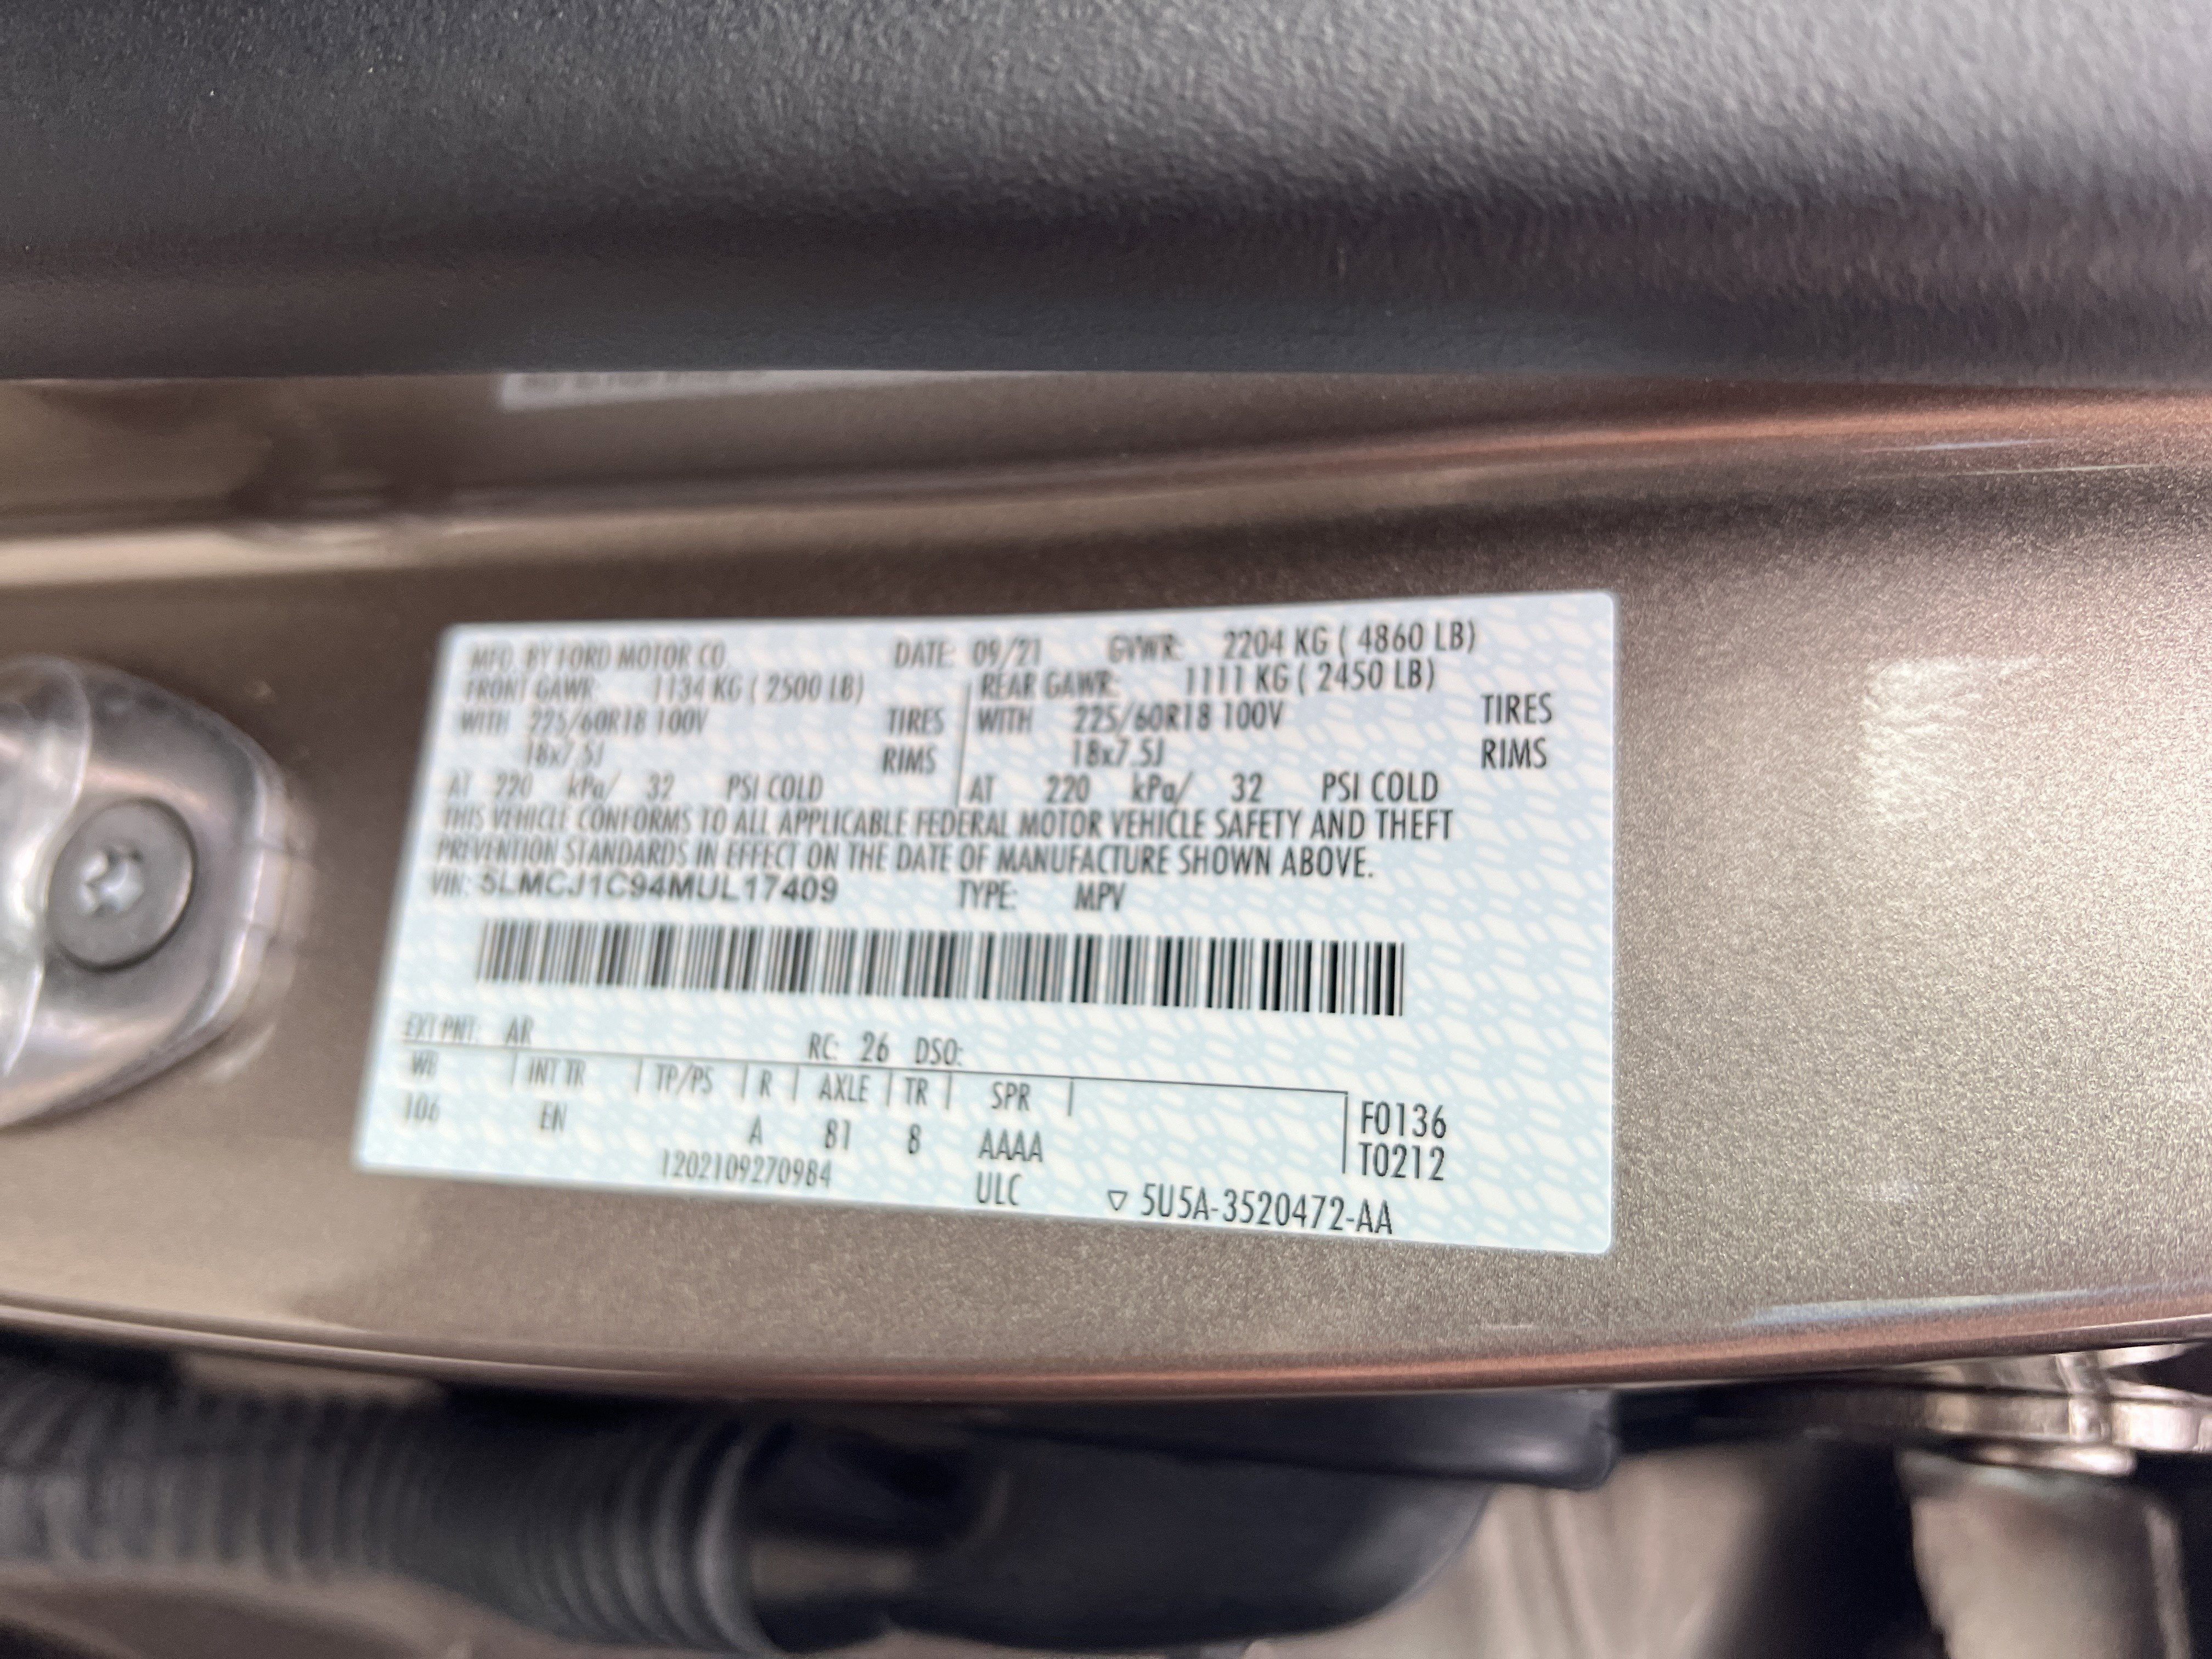 MFD. BY FORD MOTOR CO. DATE: 09/21 GVWR: 2204 KG ( 4860 LB)
FRONT GAWR: 1134 KG ( 2500 LB) REAR GAWR: 1111 KG ( 2450 LB)
WITH 225/60R18 100V TIRES WITH 225/60R18 100V TIRES
18x7.5J RIMS 18x7.5J RIMS
AT 220 kPa/ 32 PSI COLD AT 220 kPa/ 32 PSI COLD
THIS VEHICLE CONFORMS TO ALL APPLICABLE FEDERAL MOTOR VEHICLE SAFETY AND THEFT
PREVENTION STANDARDS IN EFFECT ON THE DATE OF MANUFACTURE SHOWN ABOVE.
VIN: 5LMCJ1C94MUL17409 TYPE: MPV
EXT PNT: AR RC: 26 DSO:
WB INT TR TP/PS R AXLE TR SPR
106 EN A B1 8 AAAA
F0136
T0212
1202109270984 ULC ▽ 5U5A-3520472-AA